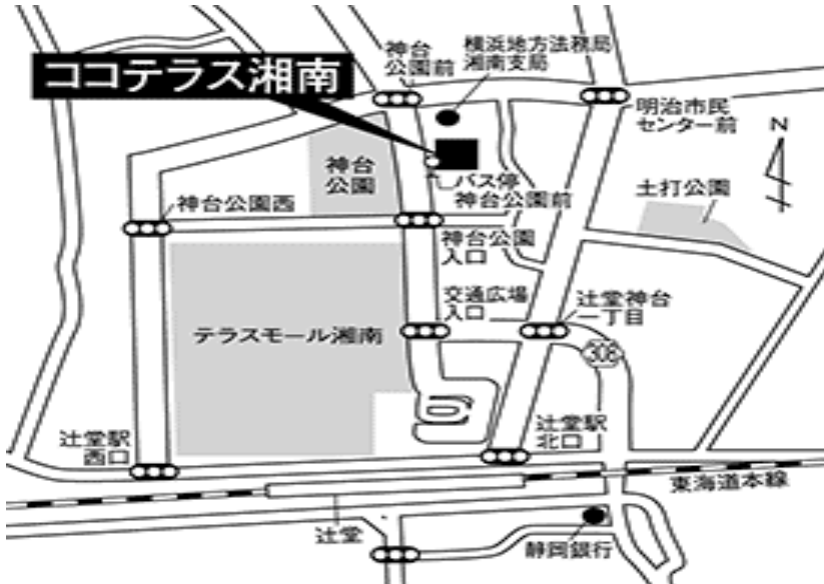 神台
公園前
横浜地方法務局
湘南支局
ココテラス湘南
明治市民
センター前
N
神台
公園
バス停
神台公園前
土打公園
神台公園西
神台公園
入口
交通広場
入口
辻堂神台
一丁目
テラスモール湘南
308
辻堂駅
西口
辻堂駅
北口
東海道本線
辻堂
静岡銀行